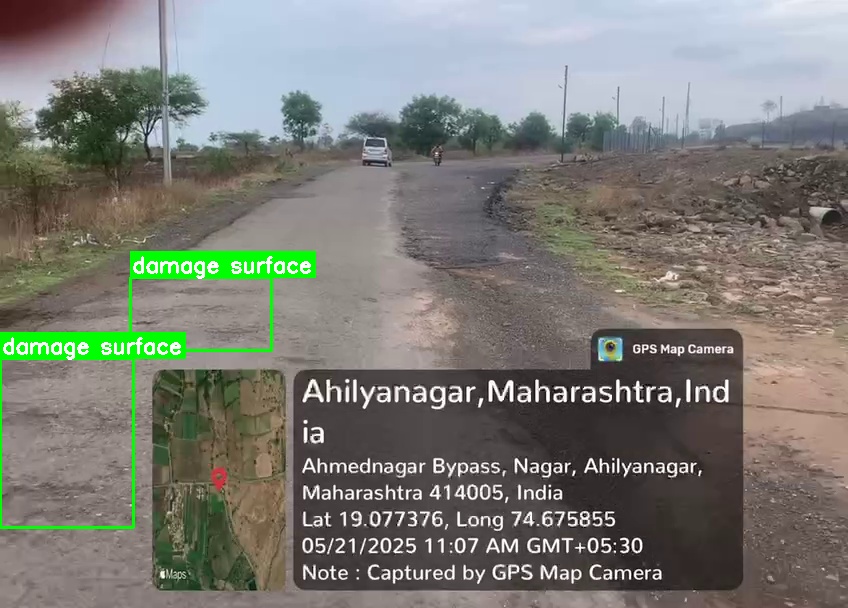 damage surface
damage surface
GPS Map Camera
Ahilyanagar,Maharashtra,Ind
ia
Ahmednagar Bypass, Nagar, Ahilyanagar,
Maharashtra 414005, India
Lat 19.077376, Long 74.675855
05/21/2025 11:07 AM GMT+05:30
Note : Captured by GPS Map Camera
Maps